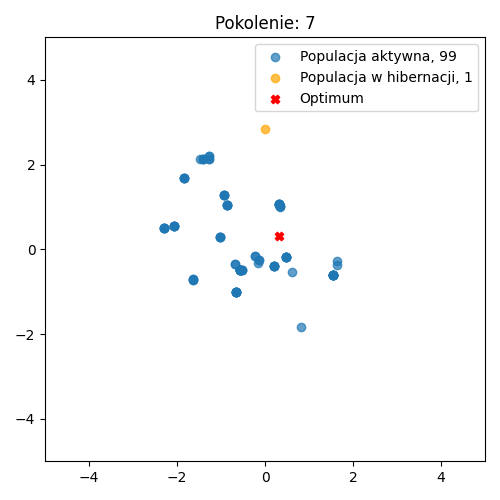 Pokolenie: 7
Populacja aktywna, 99
Populacja w hibernacji, 1
Optimum
4
2
0
−2
−4
−4
−2
0
2
4